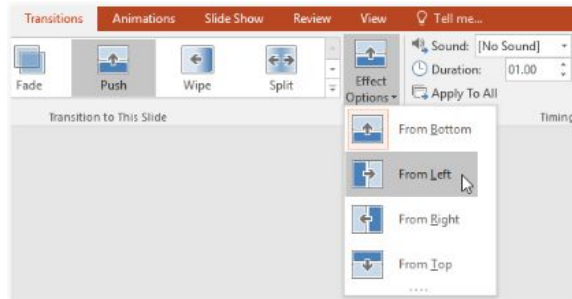 Transitions Animations Slide Show Review View Tell me...
Fade Push Wipe Split
Effect
Options
Sound: [No Sound]
Duration: 01.00
Apply To All
Transition to This Slide
Timing
From Bottom
From Left
From Right
From Top